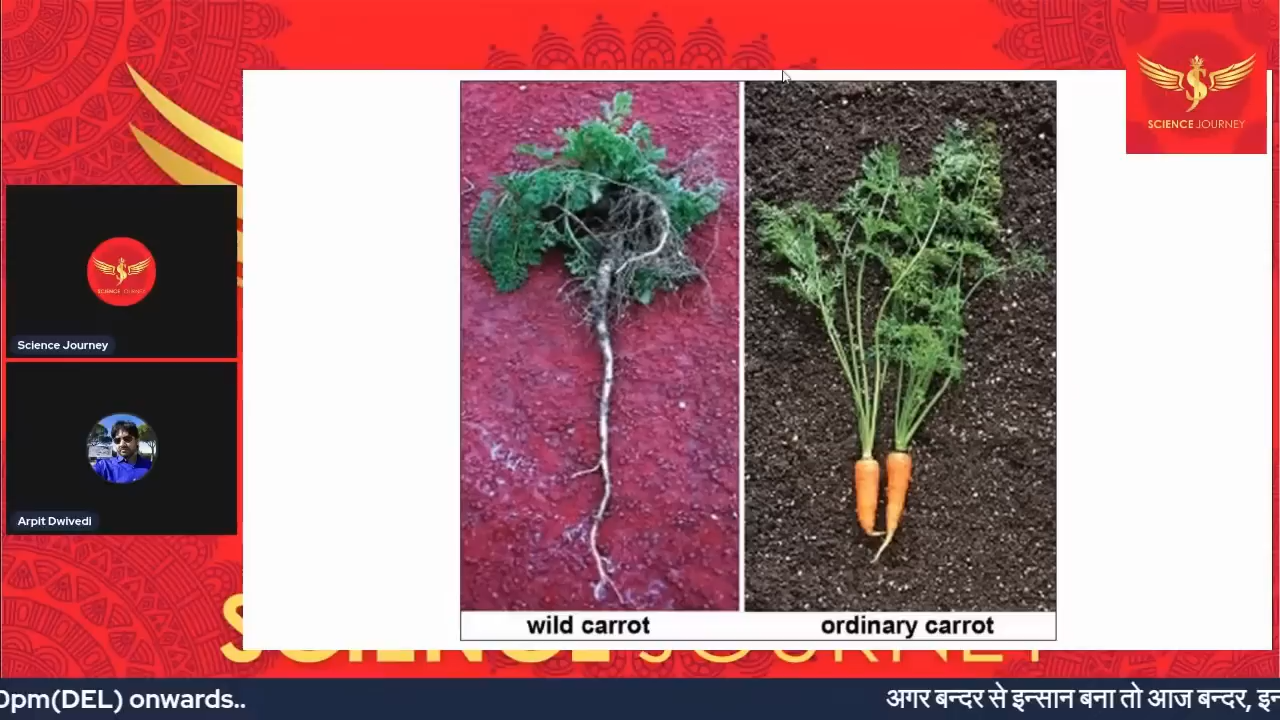 SCIENCE JOURNEY
Science Journey
Arpit Dwivedi
wild carrot
ordinary carrot
0pm(DEL) onwards..
अगर बन्दर से इन्सान बना तो आज बन्दर,